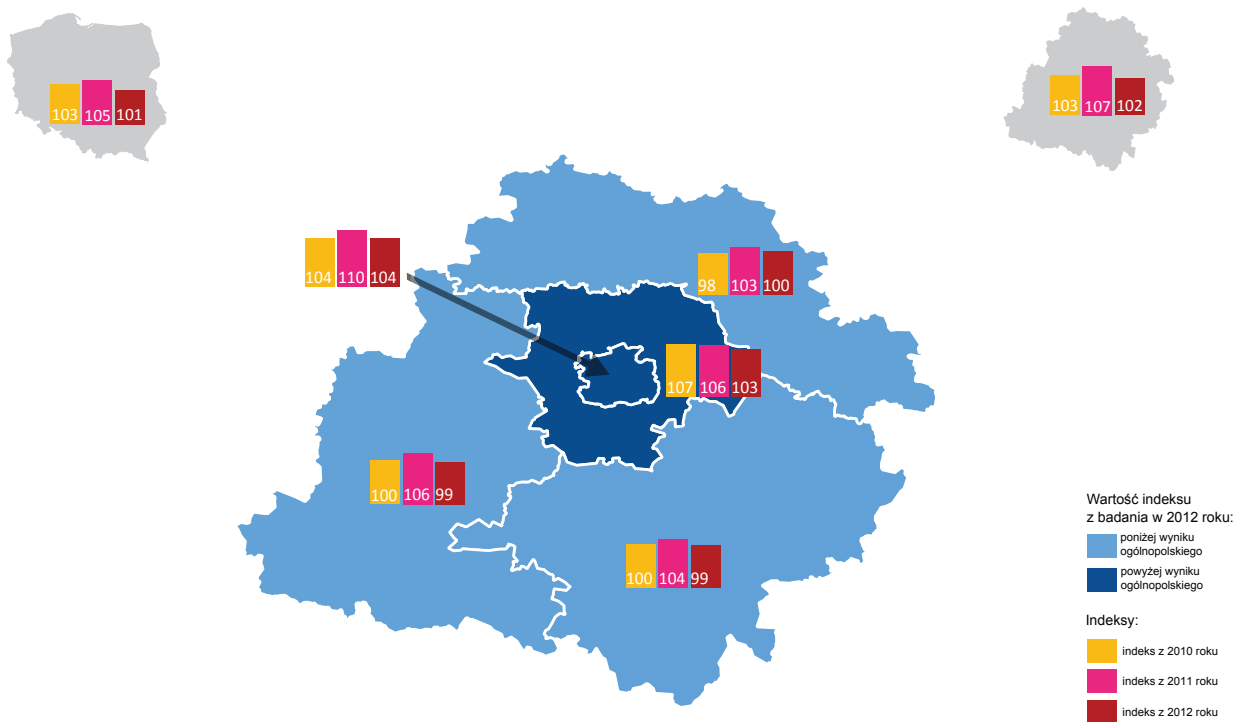 103 105 101
103 107 102
104 110 104
98 103 100
107 106 103
100 106 99
100 104 99
Wartość indeksu
z badania w 2012 roku:
poniżej wyniku
ogólnopolskiego
powyżej wyniku
ogólnopolskiego
Indeksy:
indeks z 2010 roku
indeks z 2011 roku
indeks z 2012 roku